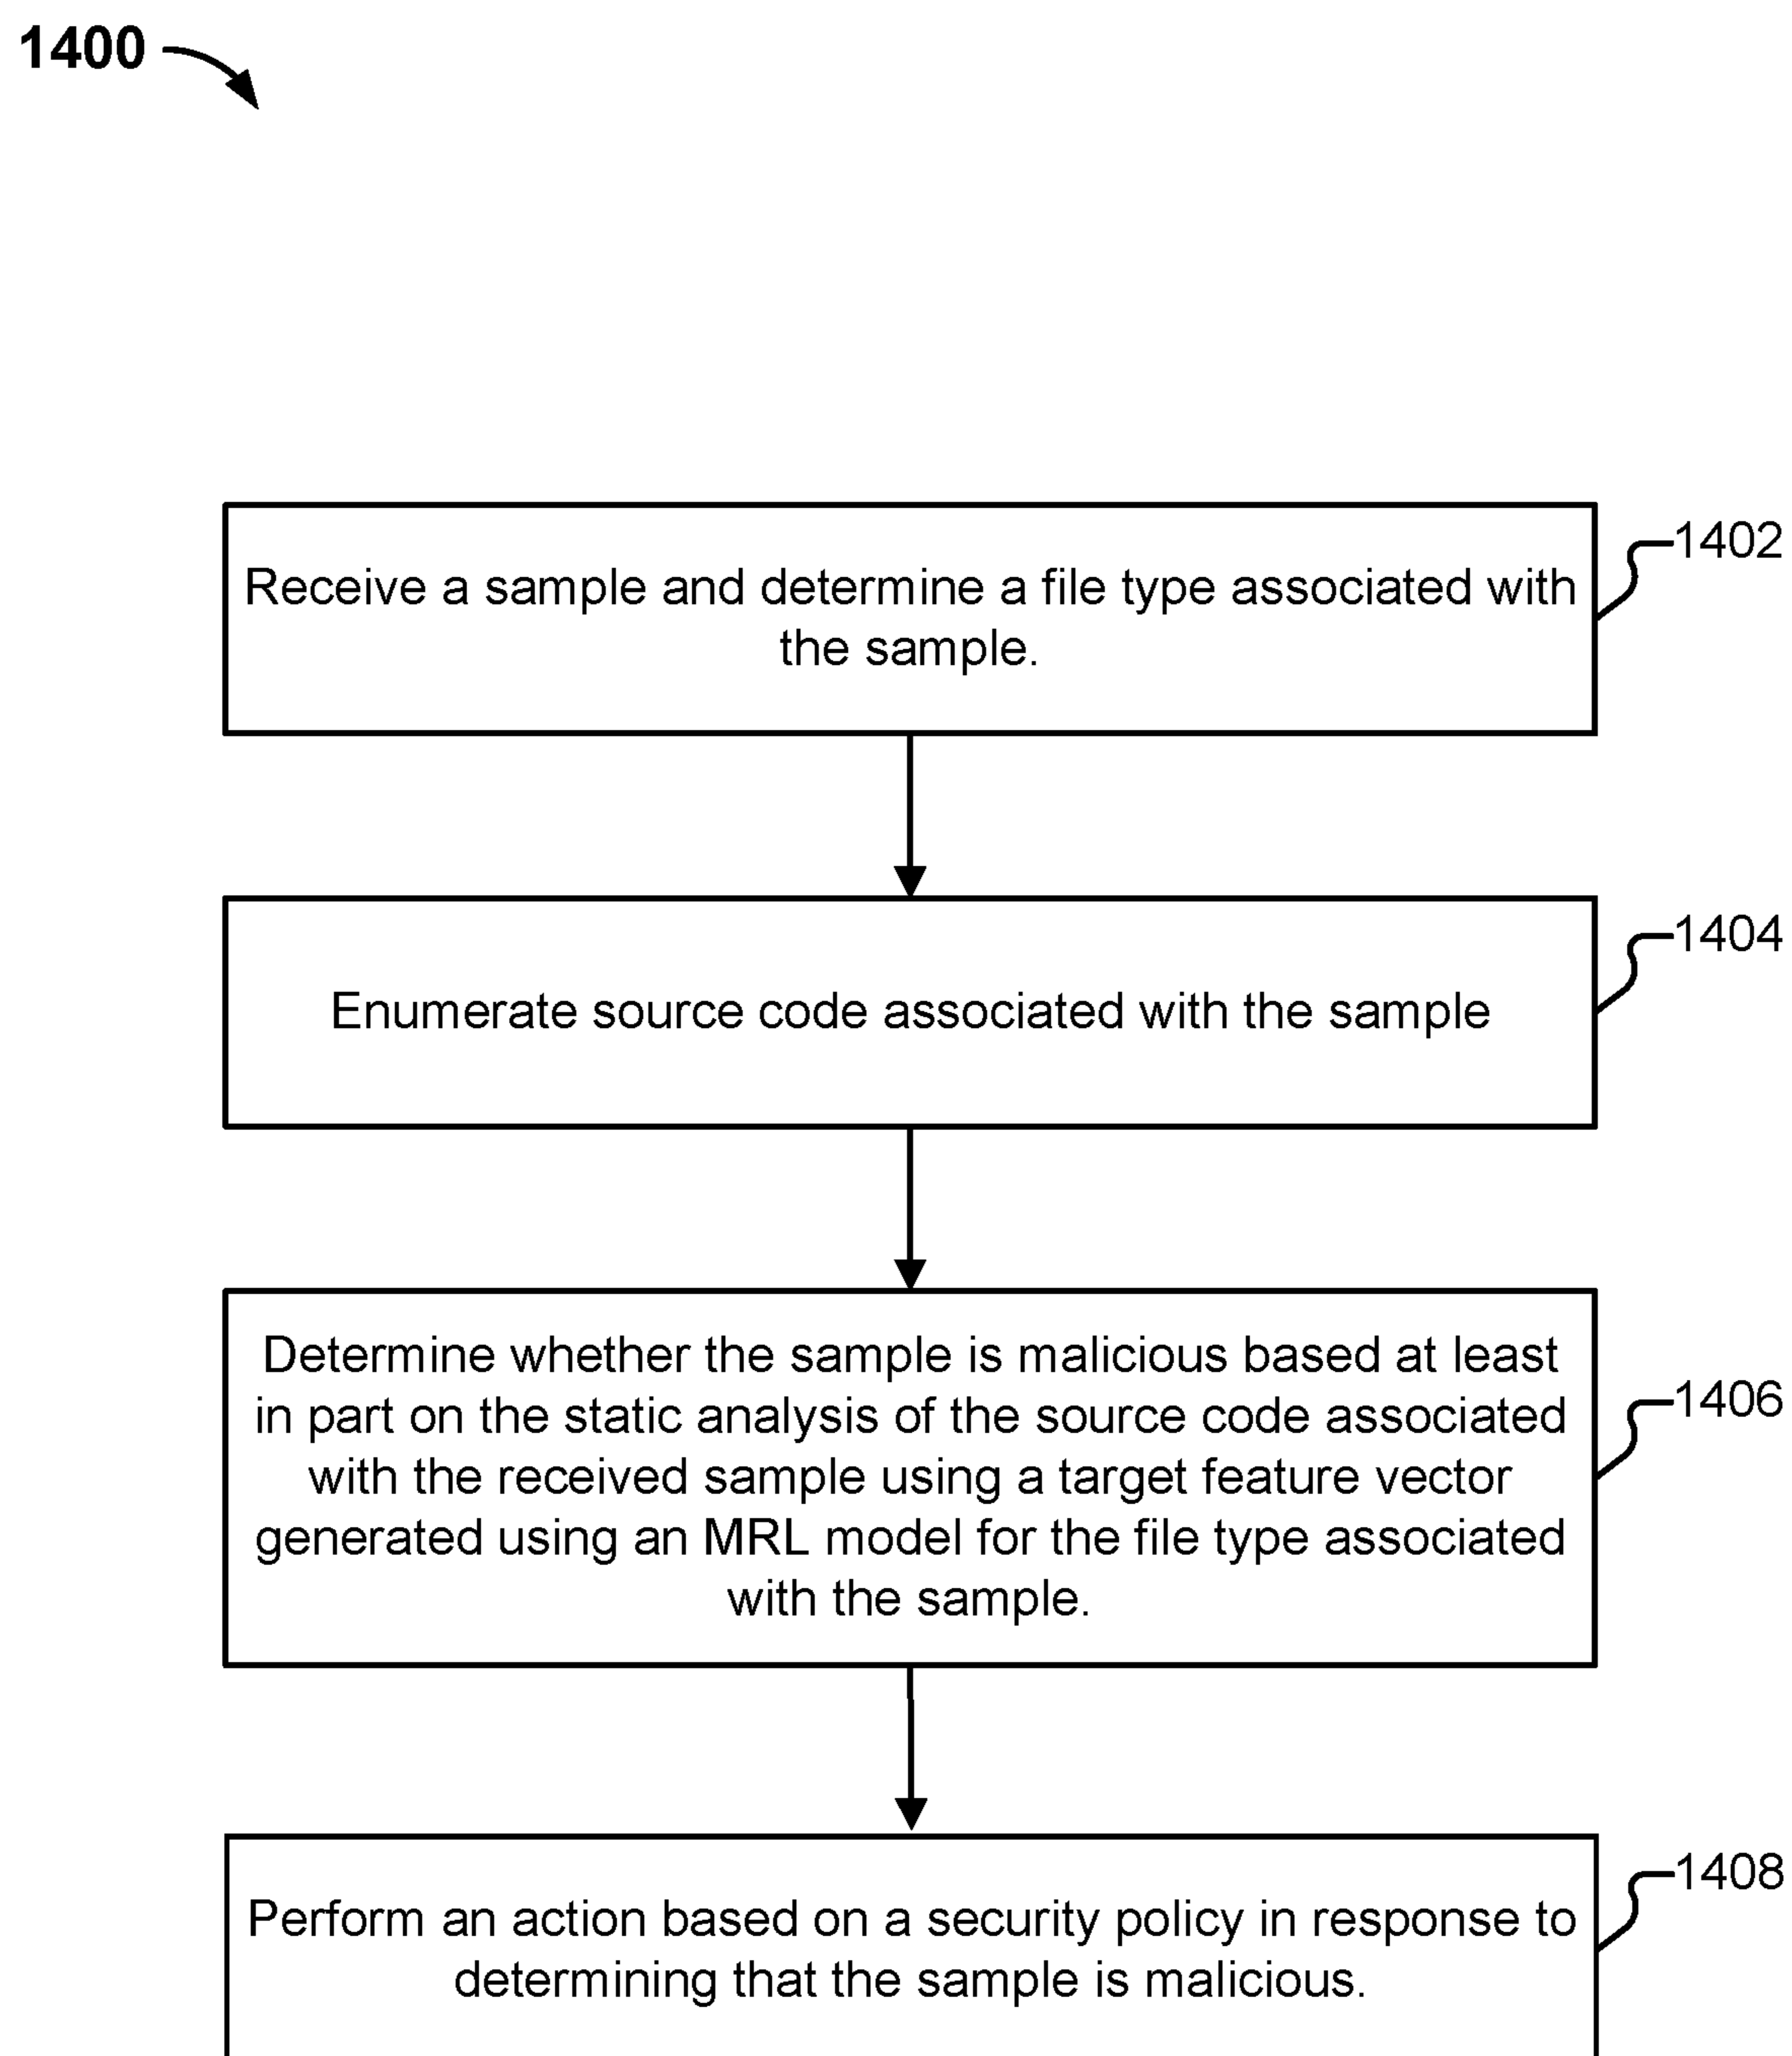 1400
Receive a sample and determine a file type associated with
the sample.
1402
Enumerate source code associated with the sample
1404
Determine whether the sample is malicious based at least
in part on the static analysis of the source code associated
with the received sample using a target feature vector
generated using an MRL model for the file type associated
with the sample.
1406
Perform an action based on a security policy in response to
determining that the sample is malicious.
1408